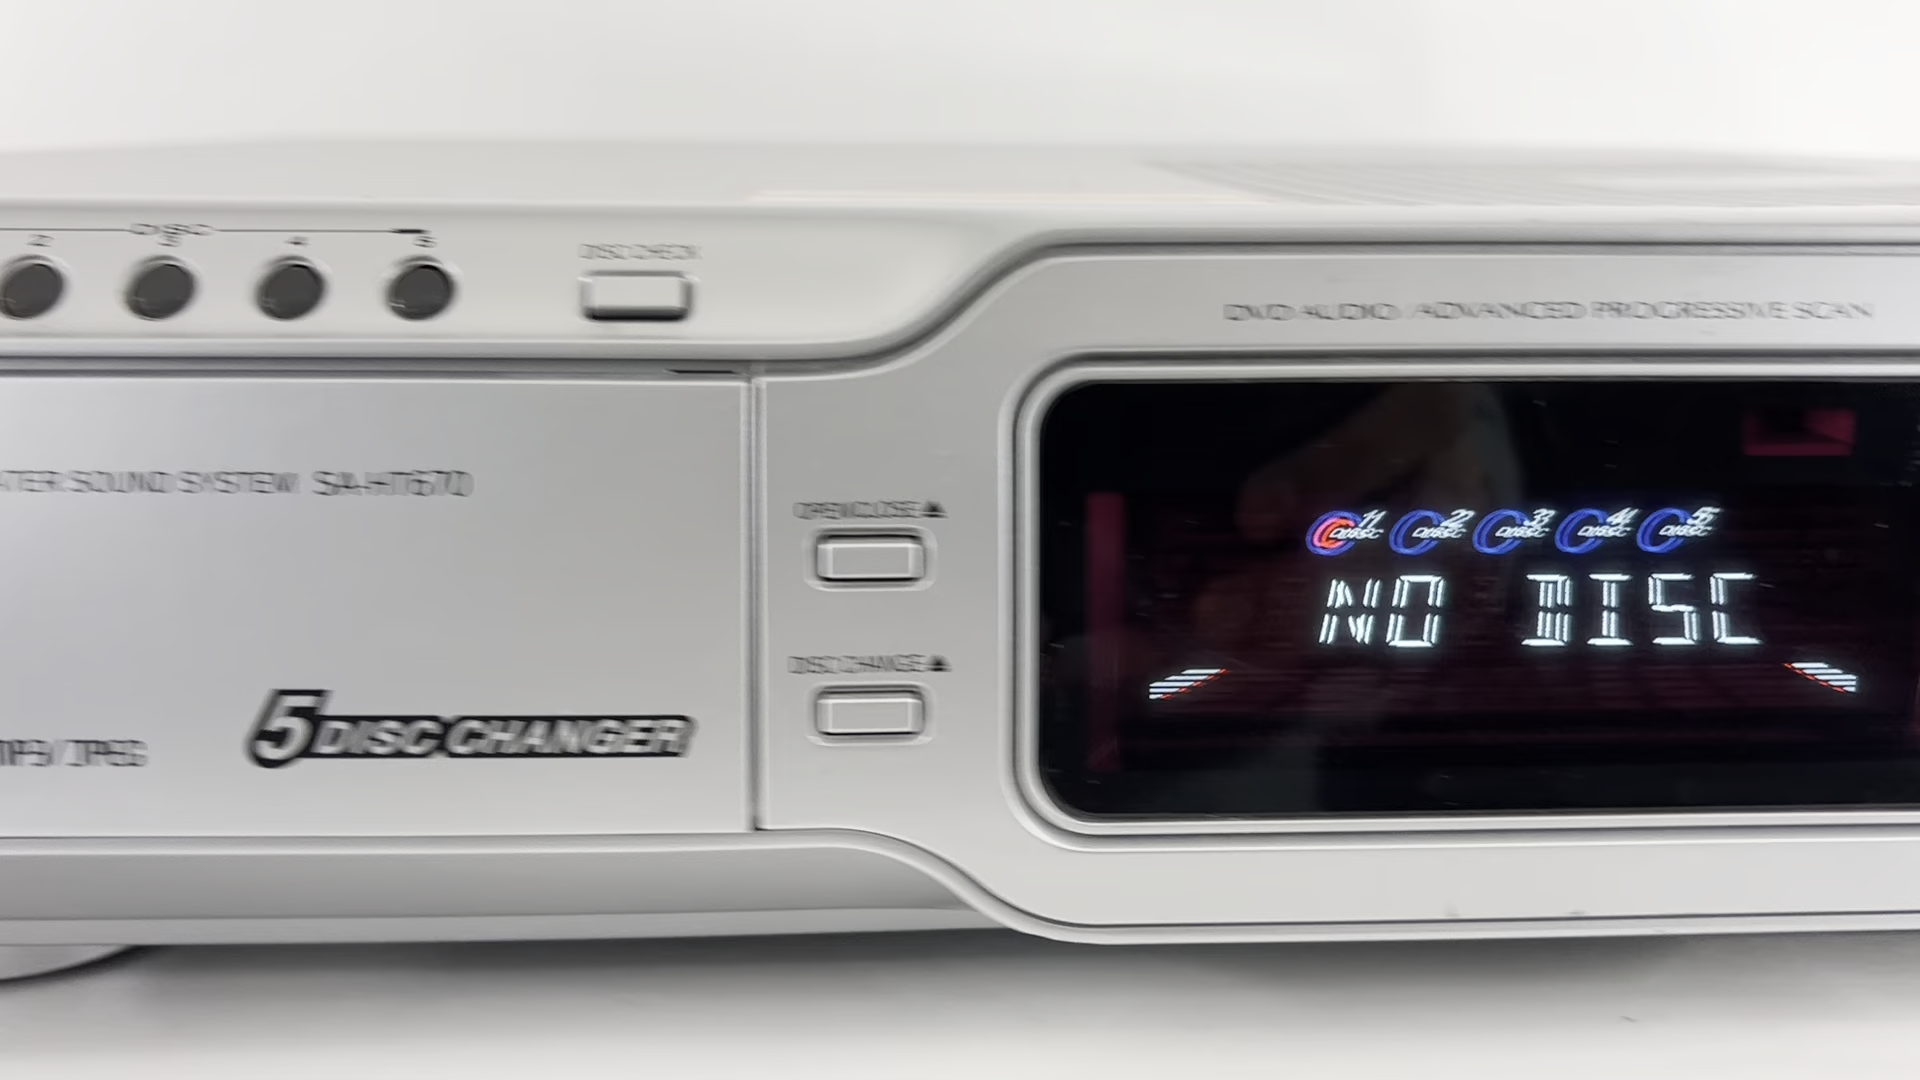 DISC
2 3 4 5
DISC CHECK
DVD AUDIO / ADVANCED PROGRESSIVE SCAN
ATER SOUND SYSTEM SA-HT670
OPEN/CLOSE ▲
1 2 3 4 5
DISC DISC DISC DISC DISC
NO DISC
DISC CHANGE ▲
5 DISC CHANGER
MP3 / JPEG